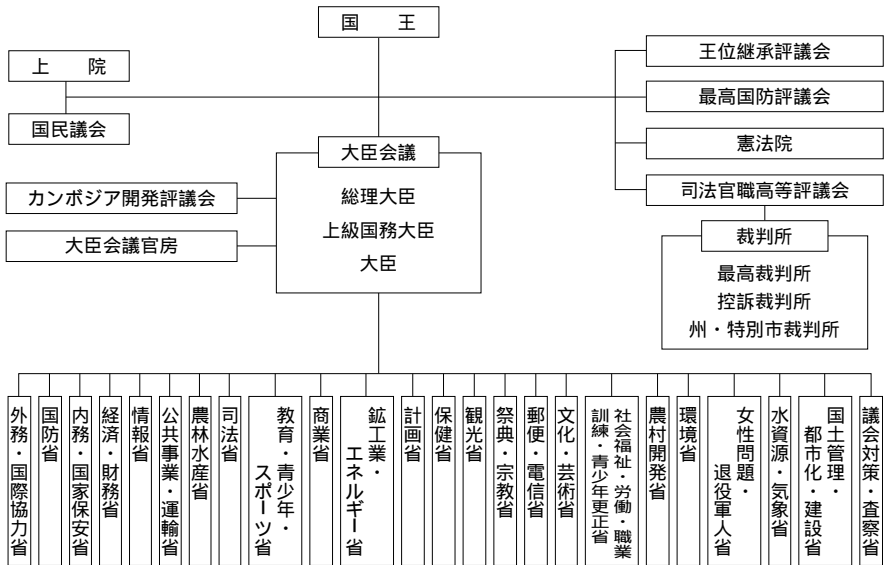 国　王
上　院
国民議会
王位継承評議会
最高国防評議会
憲法院
司法官職高等評議会
大臣会議
総理大臣
上級国務大臣
大臣
カンボジア開発評議会
大臣会議官房
裁判所
最高裁判所
控訴裁判所
州・特別市裁判所
外務・国際協力省
国防省
内務・国家保安省
経済・財務省
情報省
公共事業・運輸省
農林水産省
司法省
教育・青少年・
スポーツ省
商業省
鉱工業・
エネルギー省
計画省
保健省
観光省
祭典・宗教省
郵便・電信省
文化・芸術省
社会福祉・労働・職業
訓練・青少年更正省
農村開発省
環境省
女性問題・
退役軍人省
水資源・気象省
国土管理・
都市化・建設省
議会対策・査察省